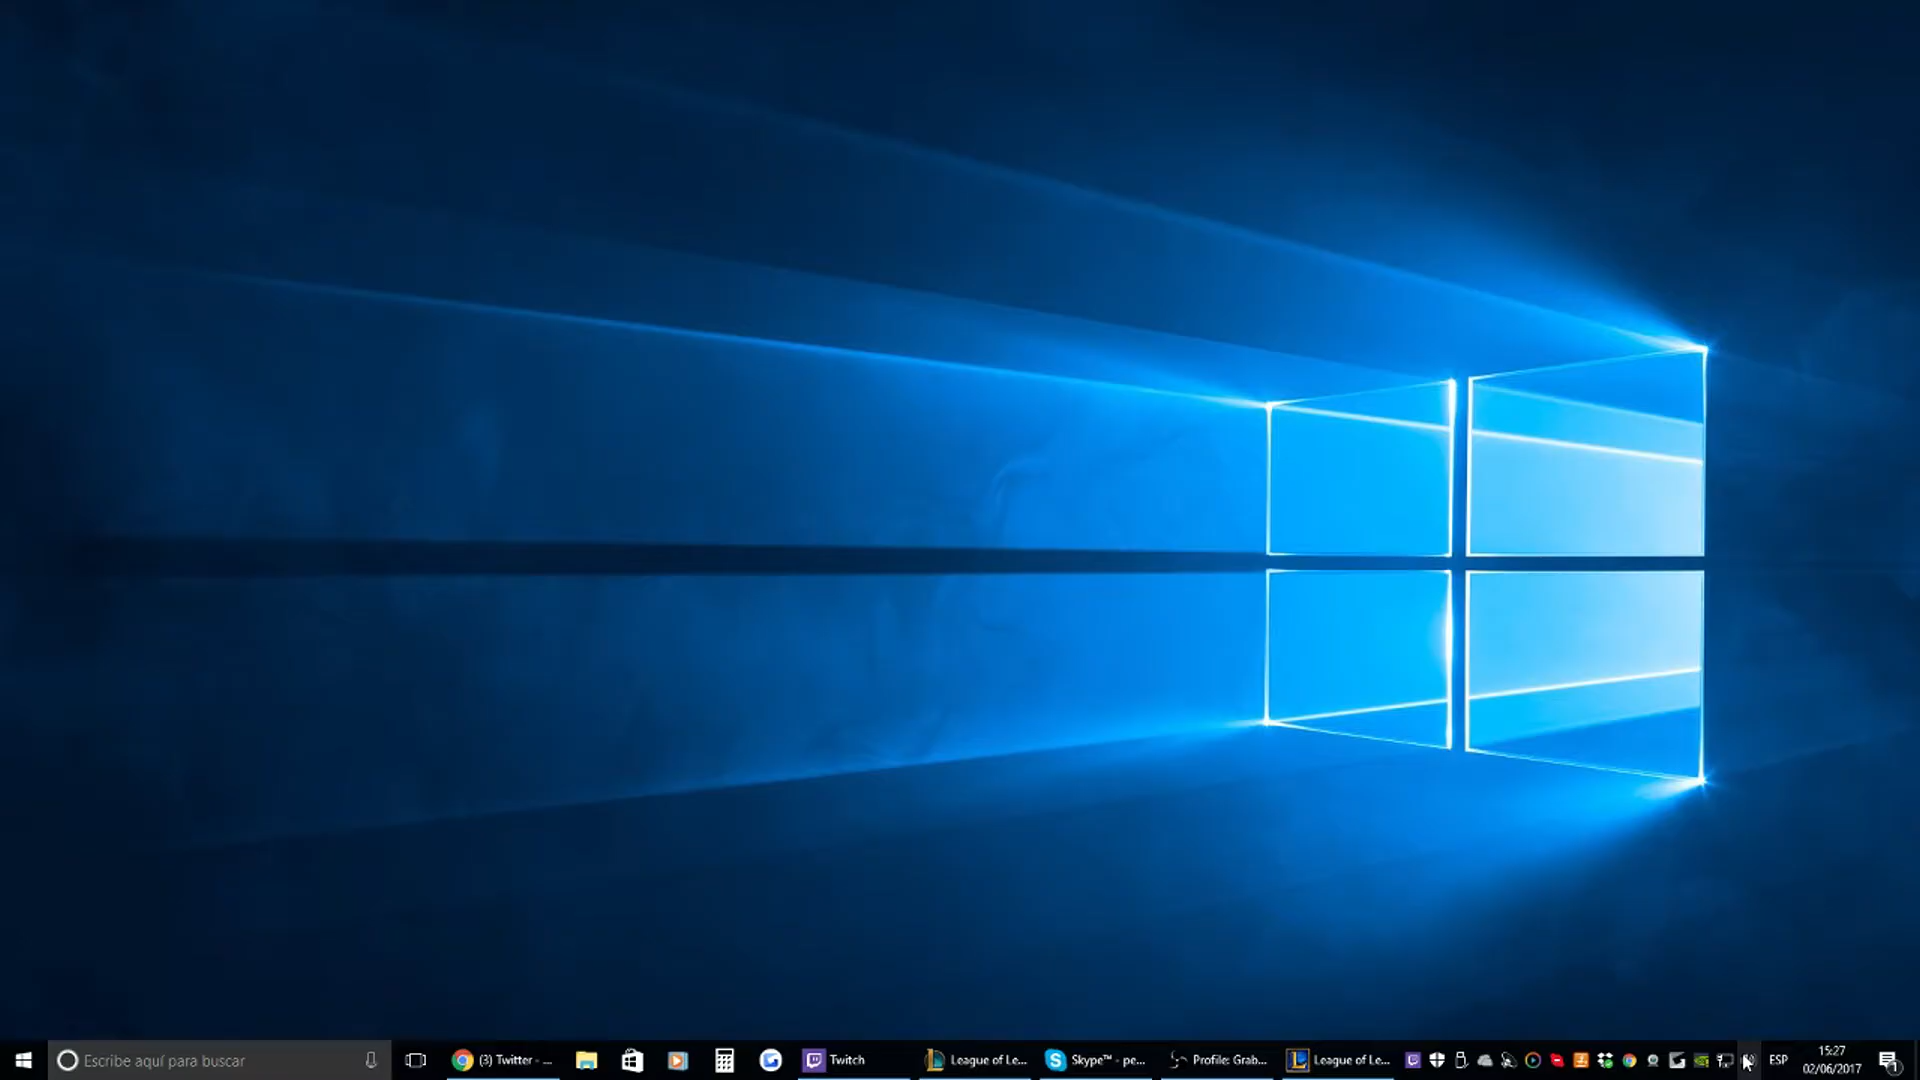 Escribe aquí para buscar
(3) Twitter - ...
Twitch
League of Le...
Skype™ - pe...
Profile: Grab...
League of Le...
ESP
15:27
02/06/2017
1